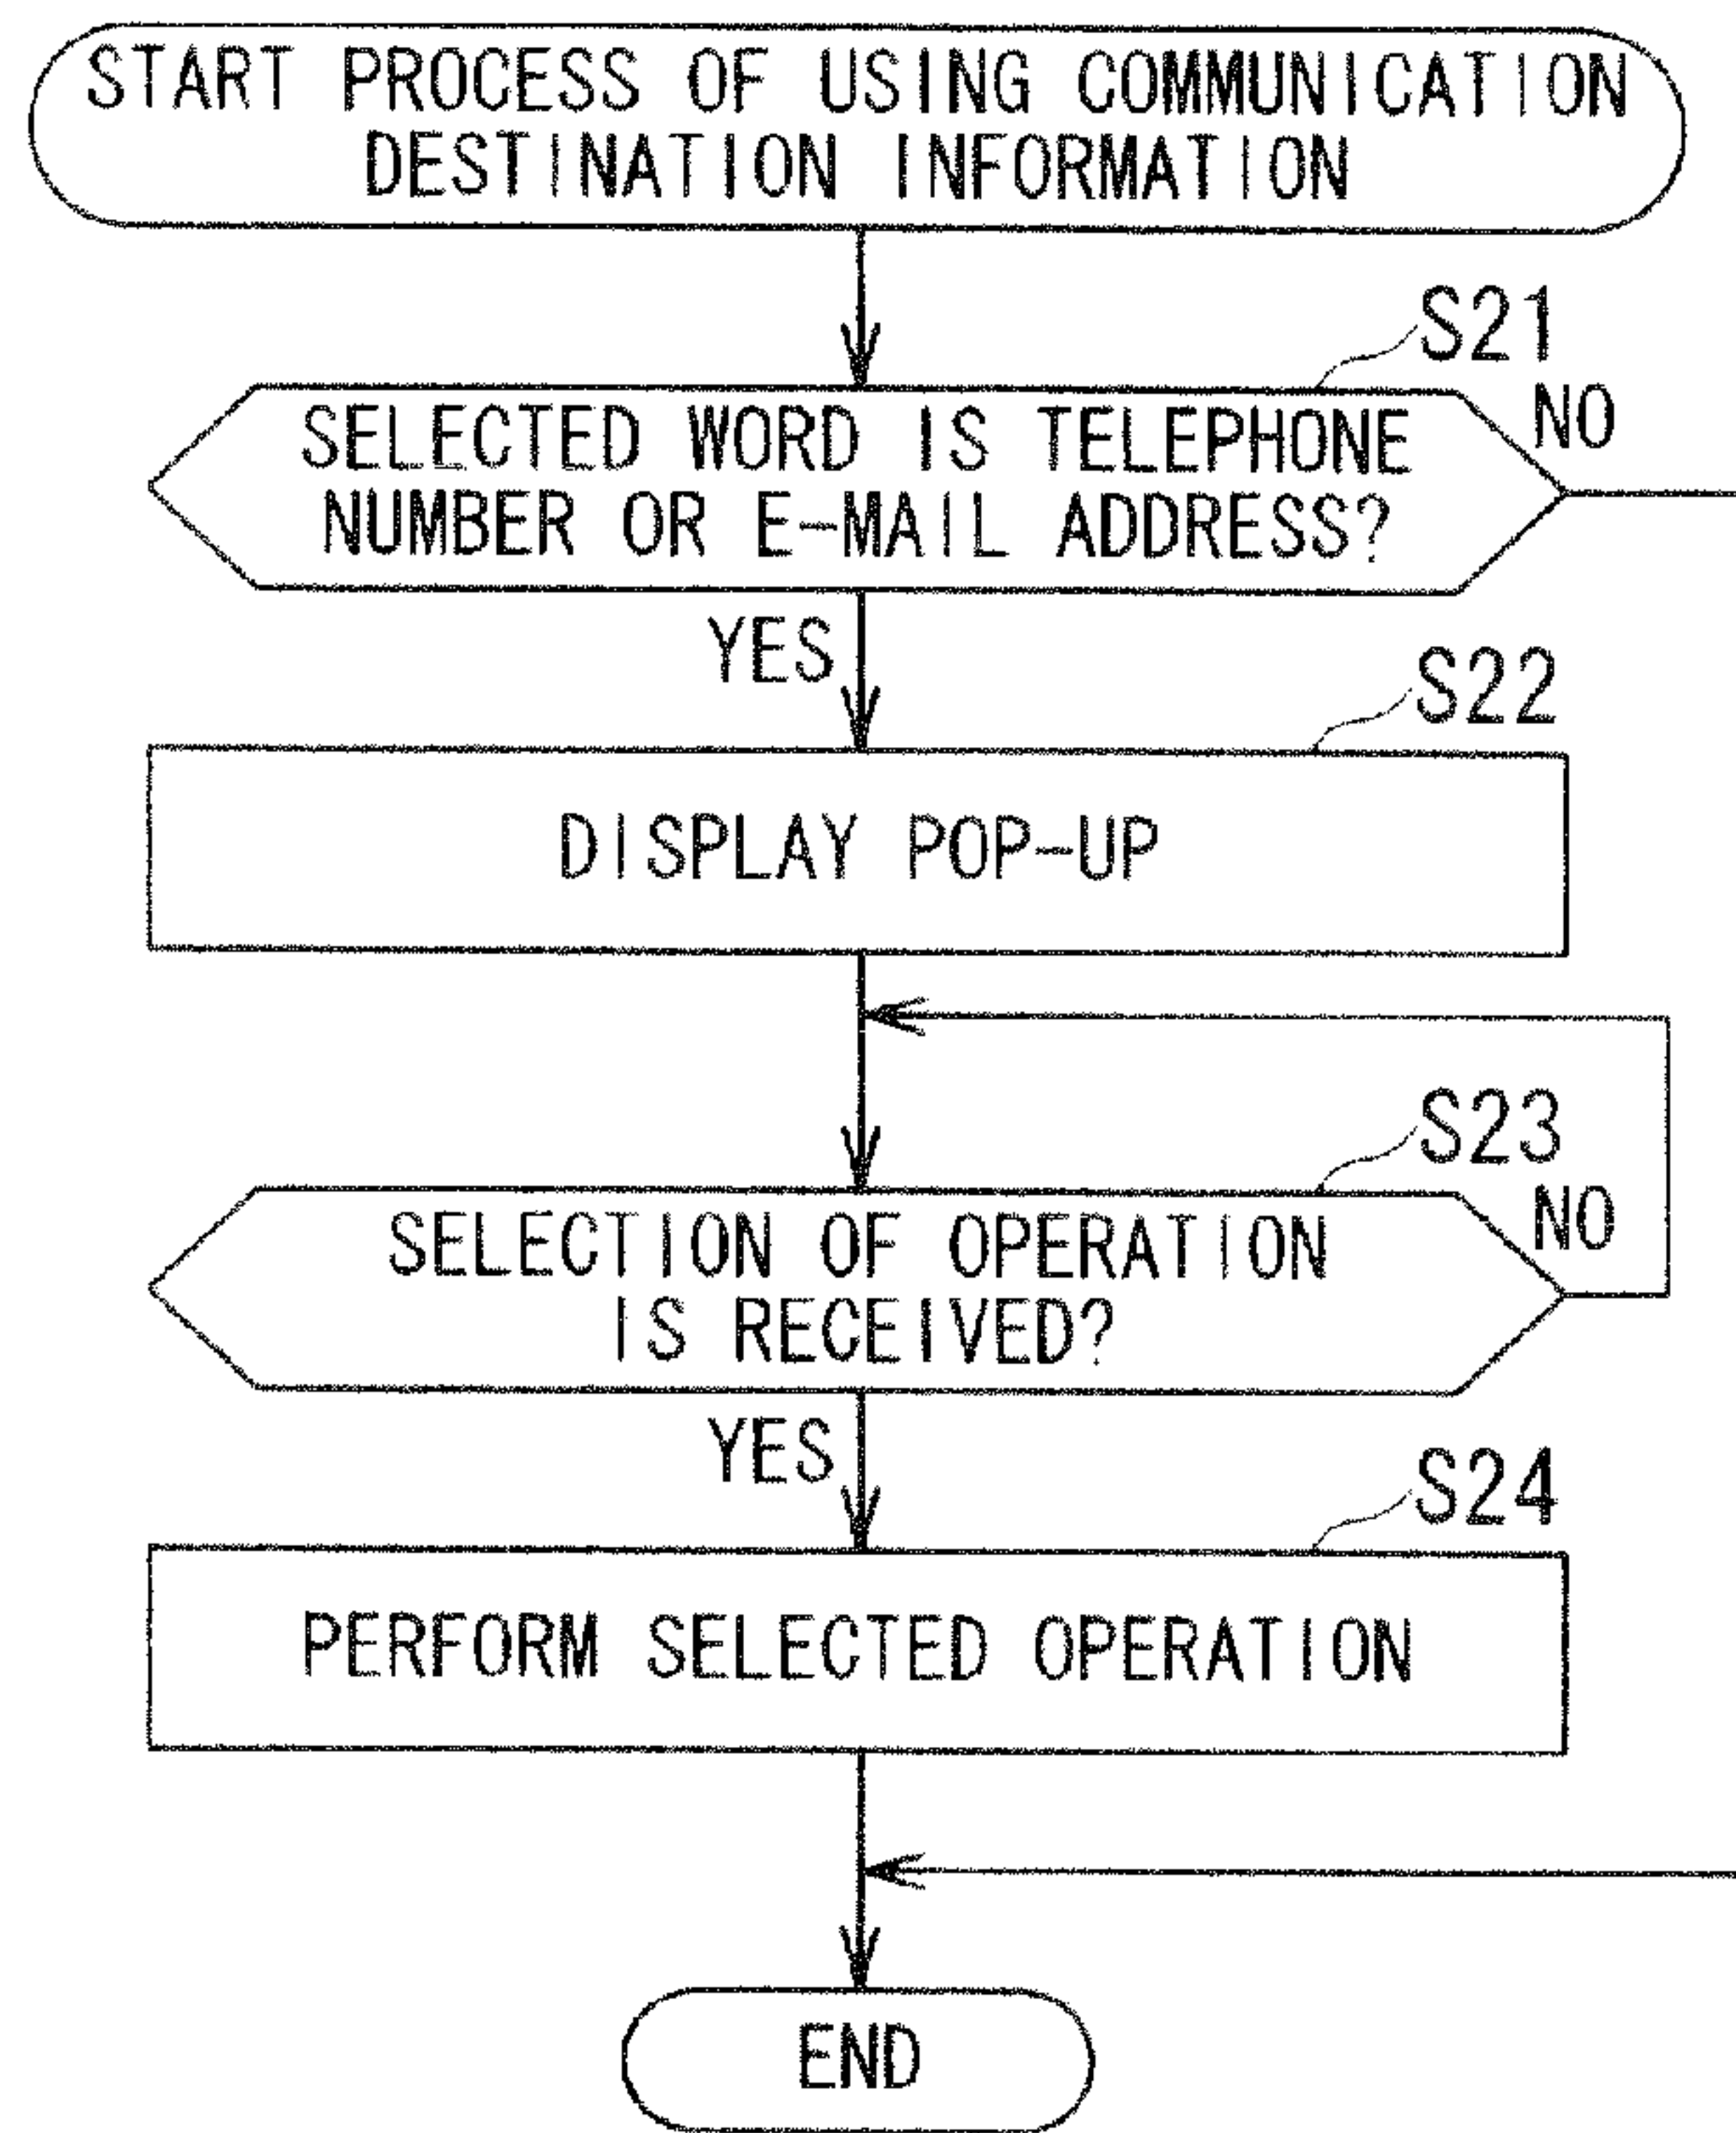 START PROCESS OF USING COMMUNICATION
DESTINATION INFORMATION
S21
SELECTED WORD IS TELEPHONE
NUMBER OR E-MAIL ADDRESS?
NO
YES
S22
DISPLAY POP-UP
S23
SELECTION OF OPERATION
IS RECEIVED?
NO
YES
S24
PERFORM SELECTED OPERATION
END